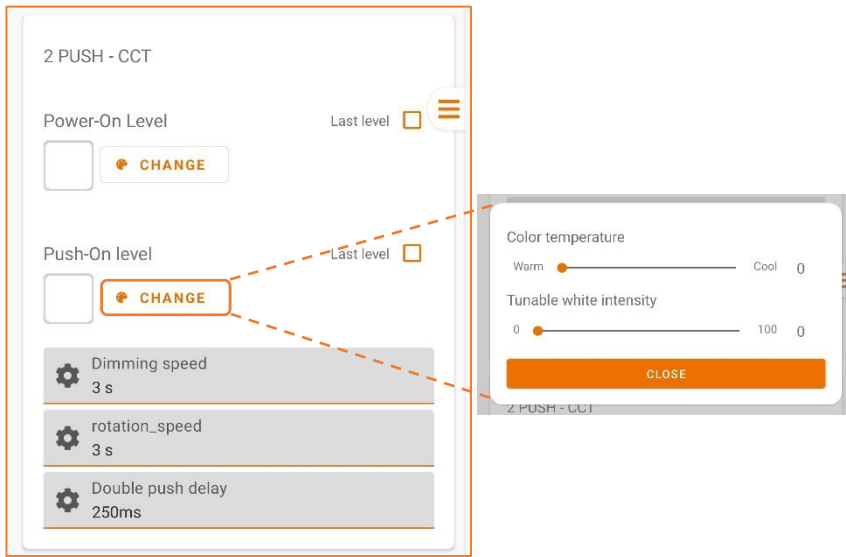 2 PUSH - CCT
Power-On Level
Last level
CHANGE
Push-On level
Last level
CHANGE
Dimming speed
3 s
rotation_speed
3 s
Double push delay
250ms
Color temperature
Warm Cool 0
Tunable white intensity
0 100 0
CLOSE
2 PUSH - CCT